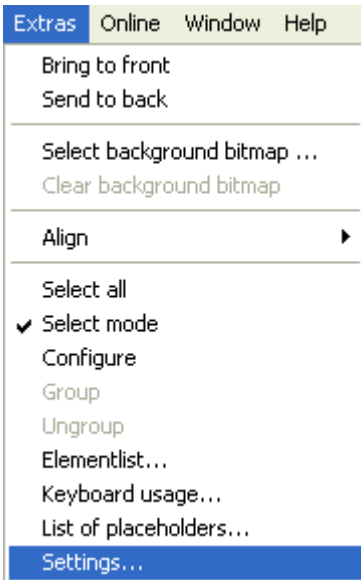 Extras Online Window Help
Bring to front
Send to back
Select background bitmap ...
Clear background bitmap
Align
Select all
Select mode
Configure
Group
Ungroup
Elementlist...
Keyboard usage...
List of placeholders...
Settings...